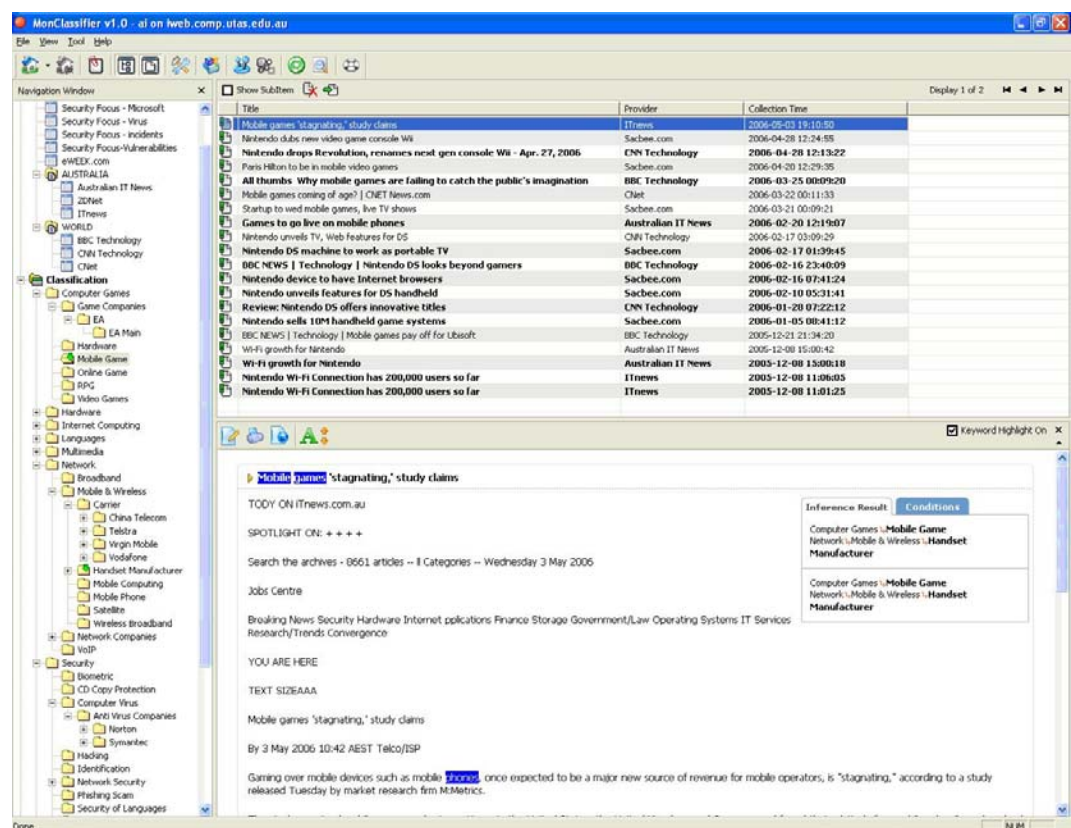 MonClassifier v1.0 - ai on iweb.comp.utas.edu.au
File View Tool Help
Navigation Window
Security Focus - Microsoft
Security Focus - Virus
Security Focus - incidents
Security Focus-Vulnerabilities
eWEEK.com
AUSTRALIA
Australian IT News
ZDNet
ITnews
WORLD
BBC Technology
CNN Technology
CNet
Classification
Computer Games
Game Companies
EA
EA Main
Hardware
Mobile Game
Online Game
RPG
Video Games
Hardware
Internet Computing
Languages
Multimedia
Network
Broadband
Mobile & Wireless
Carrier
China Telecom
Telstra
Virgin Mobile
Vodafone
Handset Manufacturer
Mobile Computing
Mobile Phone
Satellite
Wireless Broadband
Network Companies
VoIP
Security
Biometric
CD Copy Protection
Computer Virus
Anti Virus Companies
Norton
Symantec
Hacking
Identification
Network Security
Phishing Scam
Security of Languages
Show SubItem Display 1 of 2
Title Provider Collection Time
Mobile games 'stagnating,' study claims ITnews 2006-05-03 19:10:50
Nintendo dubs new video game console Wii Sacbee.com 2006-04-28 12:24:55
Nintendo drops Revolution, renames next gen console Wii - Apr. 27, 2006 CNN Technology 2006-04-28 12:13:22
Paris Hilton to be in mobile video games Sacbee.com 2006-04-20 12:29:35
All thumbs Why mobile games are failing to catch the public's imagination BBC Technology 2006-03-25 00:09:20
Mobile games coming of age? | CNET News.com CNet 2006-03-22 00:11:33
Startup to wed mobile games, live TV shows Sacbee.com 2006-03-21 00:09:21
Games to go live on mobile phones Australian IT News 2006-02-20 12:19:07
Nintendo unveils TV, Web features for DS CNN Technology 2006-02-17 03:09:29
Nintendo DS machine to work as portable TV Sacbee.com 2006-02-17 01:39:45
BBC NEWS | Technology | Nintendo DS looks beyond gamers BBC Technology 2006-02-16 23:40:09
Nintendo device to have Internet browsers Sacbee.com 2006-02-16 07:41:24
Nintendo unveils features for DS handheld Sacbee.com 2006-02-10 05:31:41
Review: Nintendo DS offers innovative titles CNN Technology 2006-01-28 07:22:12
Nintendo sells 10M handheld game systems Sacbee.com 2006-01-05 08:41:12
BBC NEWS | Technology | Mobile games pay off for Ubisoft BBC Technology 2005-12-21 21:34:20
Wi-Fi growth for Nintendo Australian IT News 2005-12-08 15:00:42
Wi-Fi growth for Nintendo Australian IT News 2005-12-08 15:00:18
Nintendo Wi-Fi Connection has 200,000 users so far ITnews 2005-12-08 11:06:05
Nintendo Wi-Fi Connection has 200,000 users so far ITnews 2005-12-08 11:01:25
Keyword Highlight On
Mobile games 'stagnating,' study claims
TODY ON iTnews.com.au
SPOTLIGHT ON: + + + +
Search the archives - 8661 articles -- ll Categories -- Wednesday 3 May 2006
Jobs Centre
Breaking News Security Hardware Internet pplications Finance Storage Government/Law Operating Systems IT Services
Research/Trends Convergence
YOU ARE HERE
TEXT SIZEAAA
Mobile games 'stagnating,' study claims
By 3 May 2006 10:42 AEST Telco/ISP
Gaming over mobile devices such as mobile phones, once expected to be a major new source of revenue for mobile operators, is "stagnating," according to a study
released Tuesday by market research firm M:Metrics.
Inference Result Conditions
Computer Games Mobile Game
Network Mobile & Wireless Handset
Manufacturer
Computer Games Mobile Game
Network Mobile & Wireless Handset
Manufacturer
Done NUM